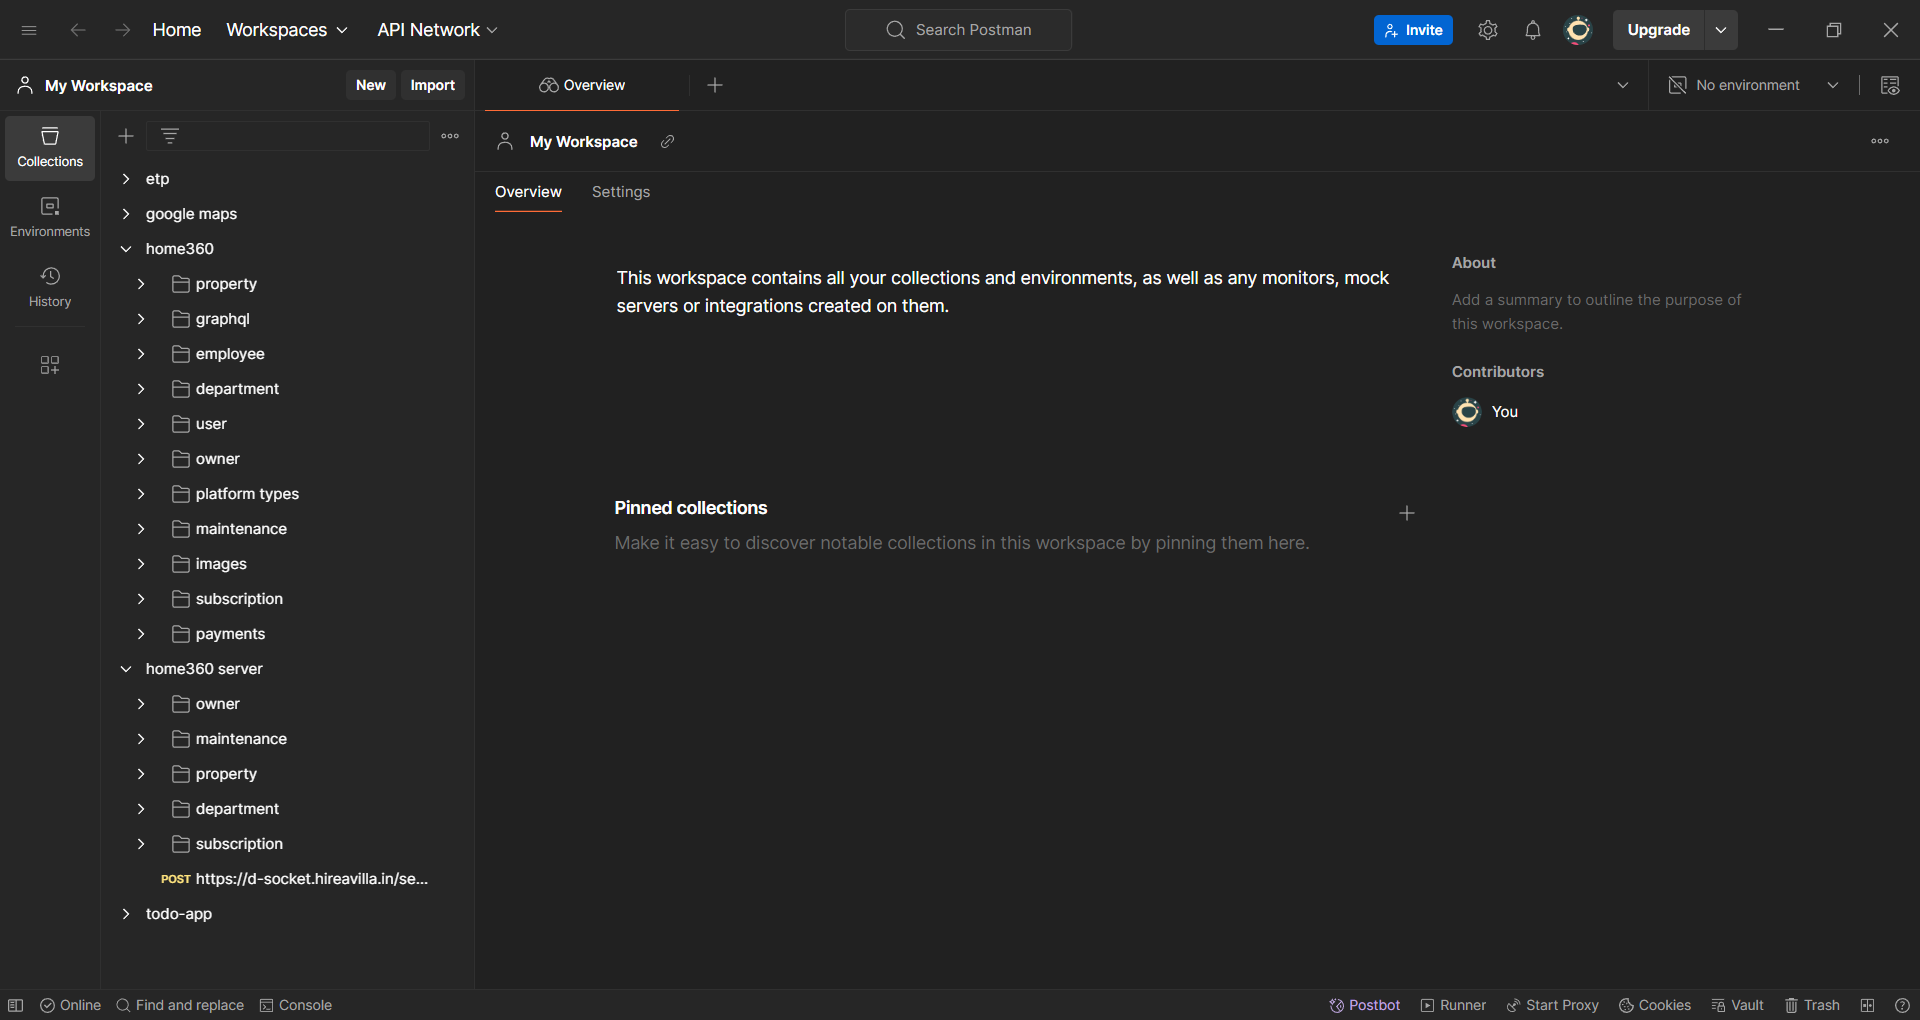 Home Workspaces API Network Search Postman Invite Upgrade
My Workspace New Import Overview No environment
Collections
Environments
History
etp
google maps
home360
property
graphql
employee
department
user
owner
platform types
maintenance
images
subscription
payments
home360 server
owner
maintenance
property
department
subscription
POST https://d-socket.hireavilla.in/se...
todo-app
My Workspace
Overview Settings
This workspace contains all your collections and environments, as well as any monitors, mock
servers or integrations created on them.
Pinned collections
Make it easy to discover notable collections in this workspace by pinning them here.
About
Add a summary to outline the purpose of
this workspace.
Contributors
You
Online Find and replace Console Postbot Runner Start Proxy Cookies Vault Trash